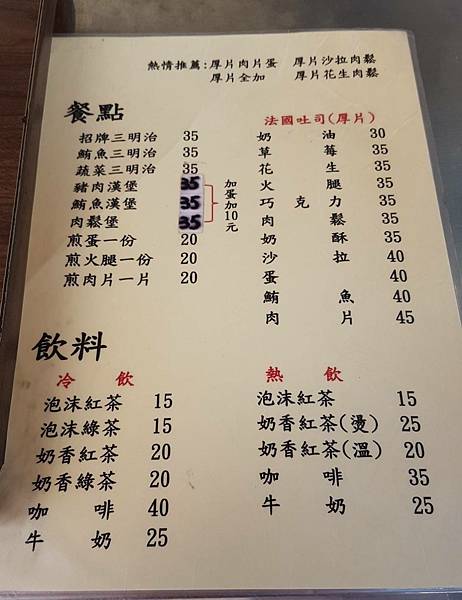 熱情推薦:厚片肉片蛋 厚片沙拉肉鬆
厚片全加 厚片花生肉鬆
餐點
招牌三明治 35
鮪魚三明治 35
蔬菜三明治 35
豬肉漢堡 35
鮪魚漢堡 35
肉鬆堡 35
加蛋加10元
煎蛋一份 20
煎火腿一份 20
煎肉片一片 20
法國吐司(厚片)
奶油 30
草莓 35
花生 35
火腿 35
巧克力 35
肉鬆 35
奶酥 35
沙拉 40
蛋 40
鮪魚 40
肉片 45
飲料
冷飲
泡沫紅茶 15
泡沫綠茶 15
奶香紅茶 20
奶香綠茶 20
咖啡 40
牛奶 25
熱飲
泡沫紅茶 15
奶香紅茶(燙) 25
奶香紅茶(溫) 20
咖啡 35
牛奶 25